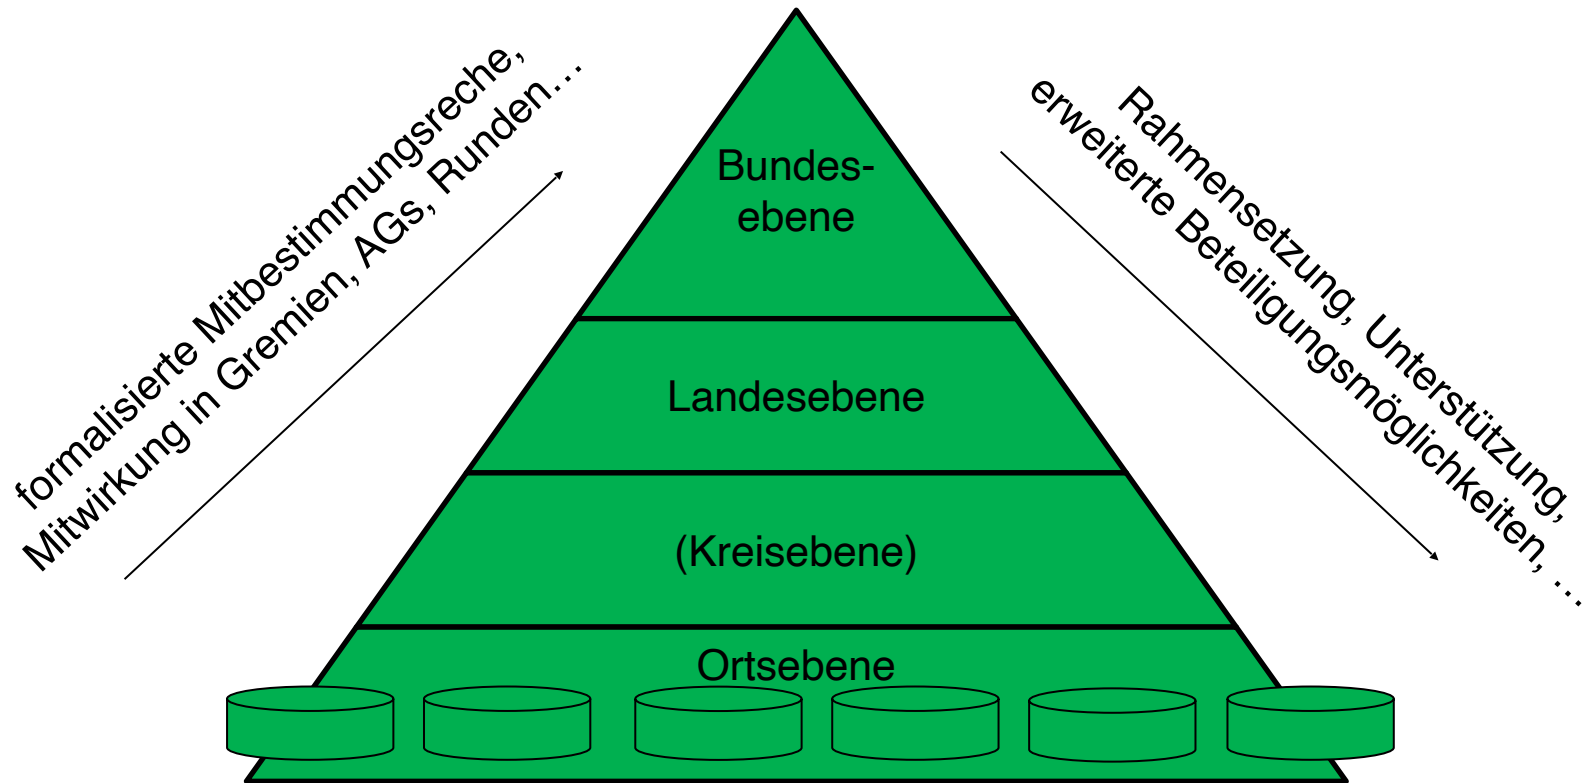 formalisierte Mitbestimmungsreche,
Mitwirkung in Gremien, AGs, Runden…
Rahmensetzung, Unterstützung,
erweiterte Beteiligungsmöglichkeiten, …
Bundes-
ebene
Landesebene
(Kreisebene)
Ortsebene